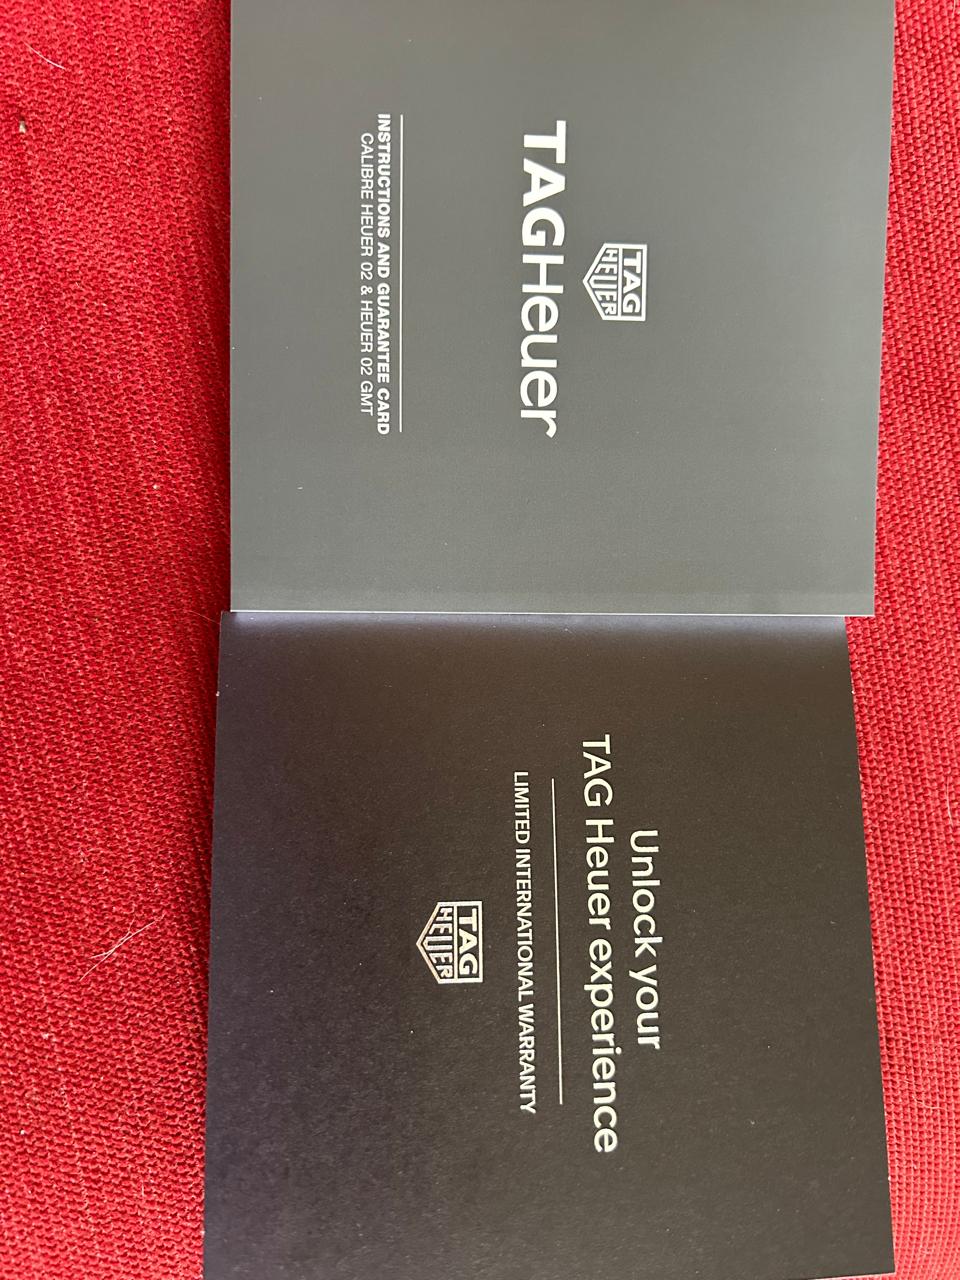 TAG
HEUER
TAGHeuer
INSTRUCTIONS AND GUARANTEE CARD
CALIBRE HEUER 02 & HEUER 02 GMT
Unlock your
TAG Heuer experience
LIMITED INTERNATIONAL WARRANTY
TAG
HEUER